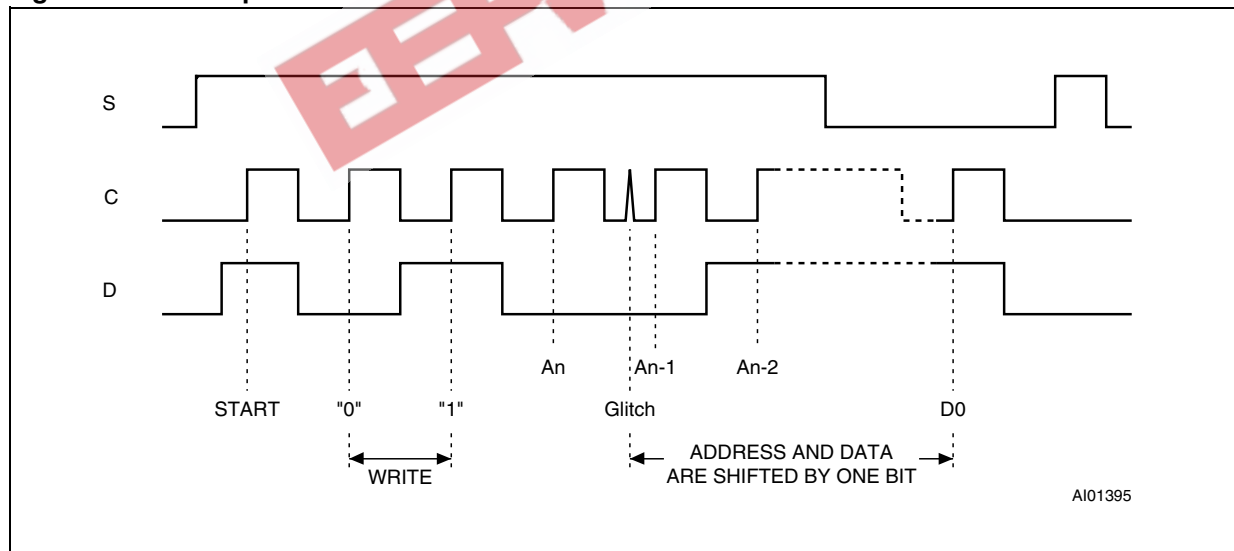 S
C
D
An An-1 An-2
START "0" "1" Glitch D0
WRITE
ADDRESS AND DATA
ARE SHIFTED BY ONE BIT
AI01395